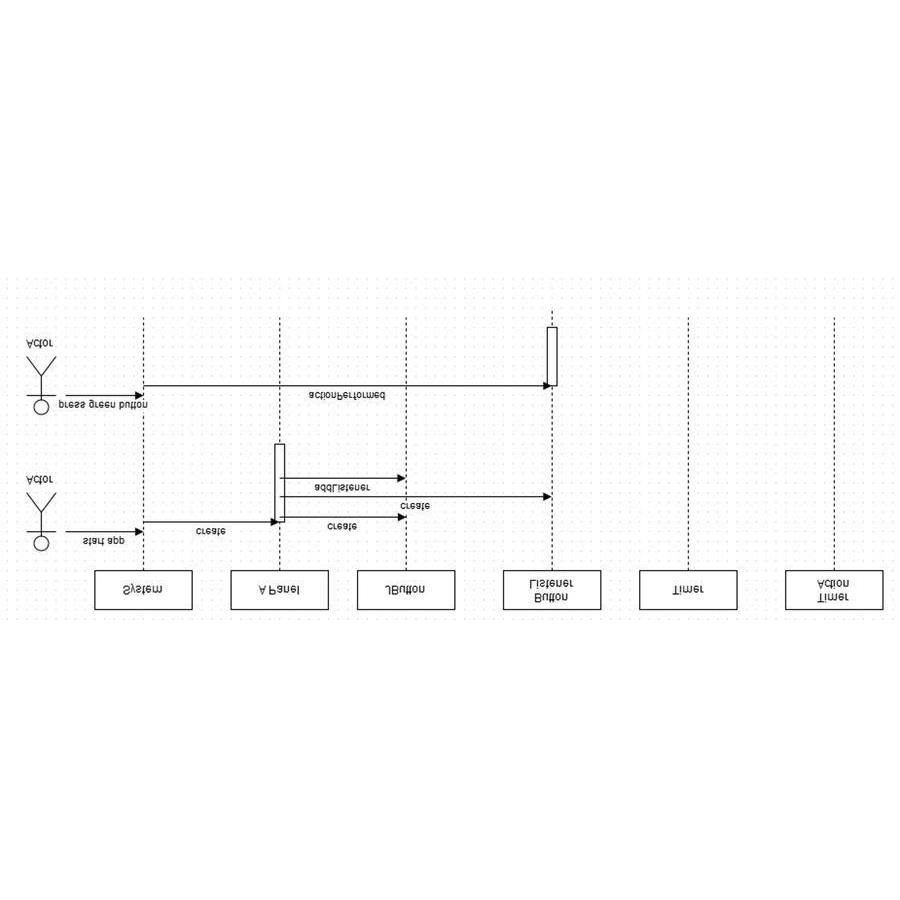 System
A Panel
JButton
Button
Listener
Timer
Timer
Action
start app
create
create
create
addListener
Actor
press green button
actionPerformed
Actor